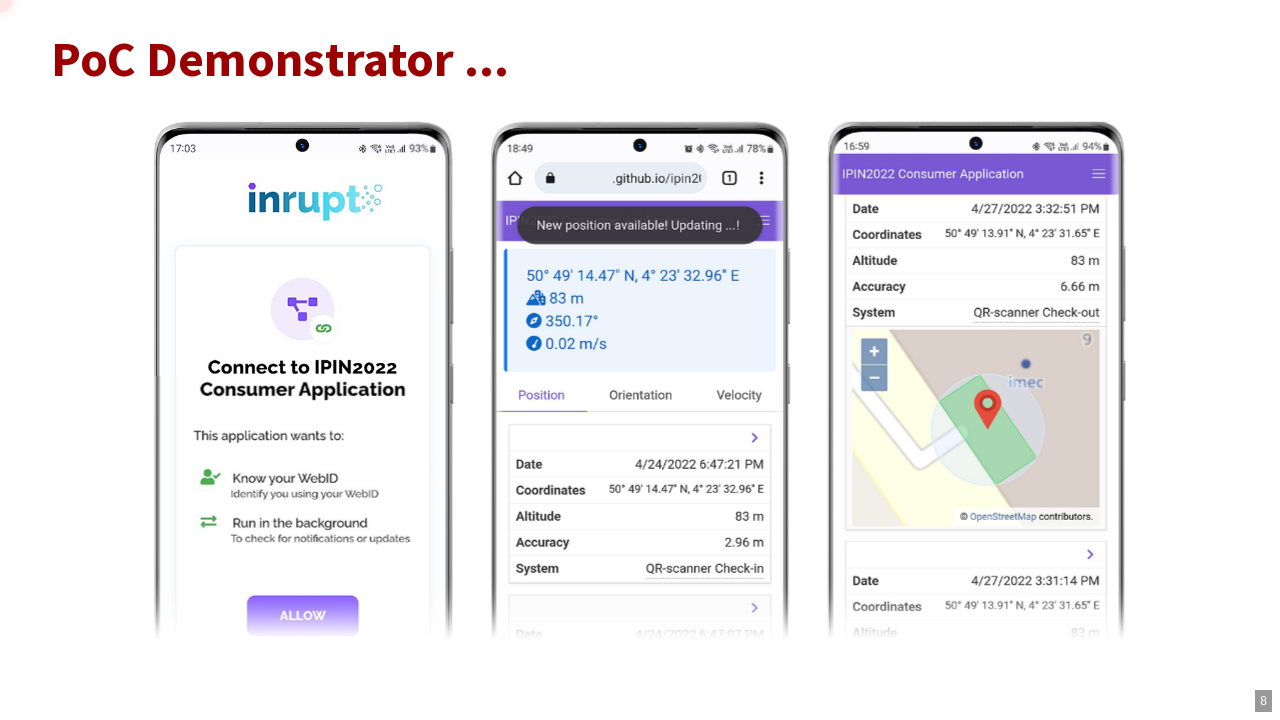 PoC Demonstrator ...
17:03
93%
inrupt
Connect to IPIN2022
Consumer Application
This application wants to:
Know your WebID
Identify you using your WebID
Run in the background
To check for notifications or updates
ALLOW
18:49
78%
.github.io/ipin2
1
IP
New position available! Updating ...!
50° 49' 14.47" N, 4° 23' 32.96" E
83 m
350.17°
0.02 m/s
Position Orientation Velocity
Date 4/24/2022 6:47:21 PM
Coordinates 50° 49' 14.47" N, 4° 23' 32.96" E
Altitude 83 m
Accuracy 2.96 m
System QR-scanner Check-in
Date 4/24/2022 6:47:07 PM
16:59
94%
IPIN2022 Consumer Application
Date 4/27/2022 3:32:51 PM
Coordinates 50° 49' 13.91" N, 4° 23' 31.65" E
Altitude 83 m
Accuracy 6.66 m
System QR-scanner Check-out
+
−
9
imec
© OpenStreetMap contributors.
Date 4/27/2022 3:31:14 PM
Coordinates 50° 49' 13.91" N, 4° 23' 31.65" E
Altitude 83 m
8